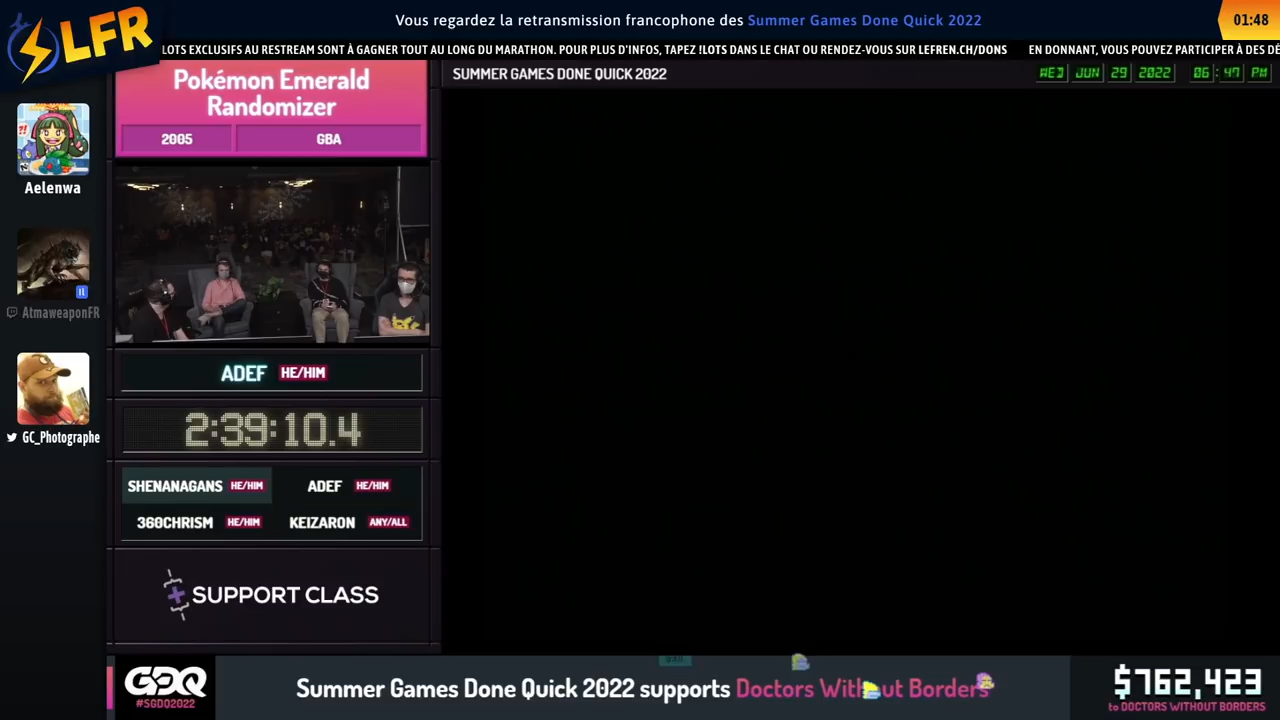 LFR
Vous regardez la retransmission francophone des Summer Games Done Quick 2022
01:48
LOTS EXCLUSIFS AU RESTREAM SONT À GAGNER TOUT AU LONG DU MARATHON. POUR PLUS D'INFOS, TAPEZ !LOTS DANS LE CHAT OU RENDEZ-VOUS SUR LEFREN.CH/DONS
EN DONNANT, VOUS POUVEZ PARTICIPER À DES
Pokémon Emerald
Randomizer
2005
GBA
SUMMER GAMES DONE QUICK 2022
WED JUN 29 2022 06:47 PM
Aelenwa
AtmaweaponFR
GC_Photographe
ADEF HE/HIM
2:39:10.4
SHENANAGANS HE/HIM
ADEF HE/HIM
360CHRISM HE/HIM
KEIZARON ANY/ALL
SUPPORT CLASS
GDQ
#SGDQ2022
Summer Games Done Quick 2022 supports Doctors Without Borders
$762,423
to DOCTORS WITHOUT BORDERS